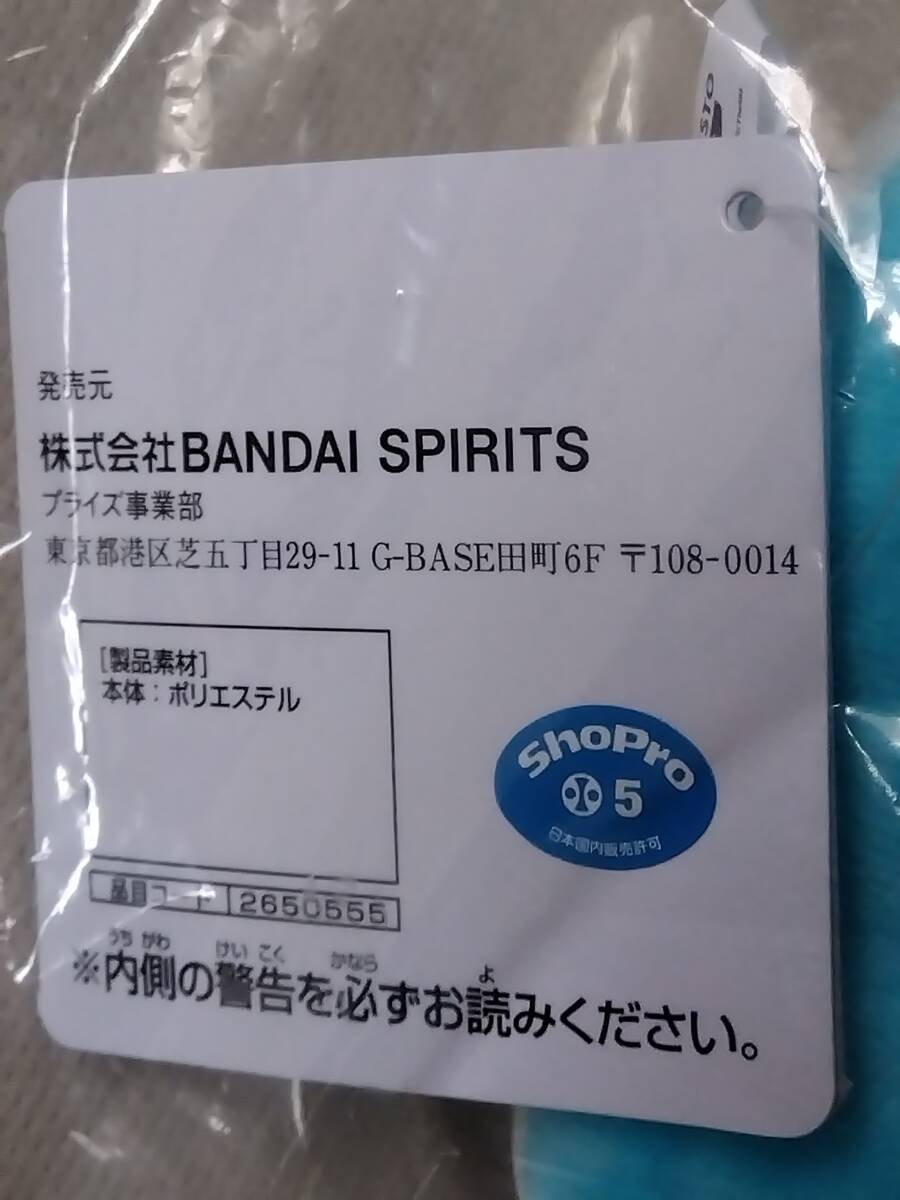 STO
発売元
株式会社BANDAI SPIRITS
プライズ事業部
東京都港区芝五丁目29-11 G-BASE田町6F 〒108-0014
[製品素材]
本体：ポリエステル
ShoPro
5
日本国内販売許可
品目コード 2650555
うち がわ けい こく かなら よ
※内側の警告を必ずお読みください。